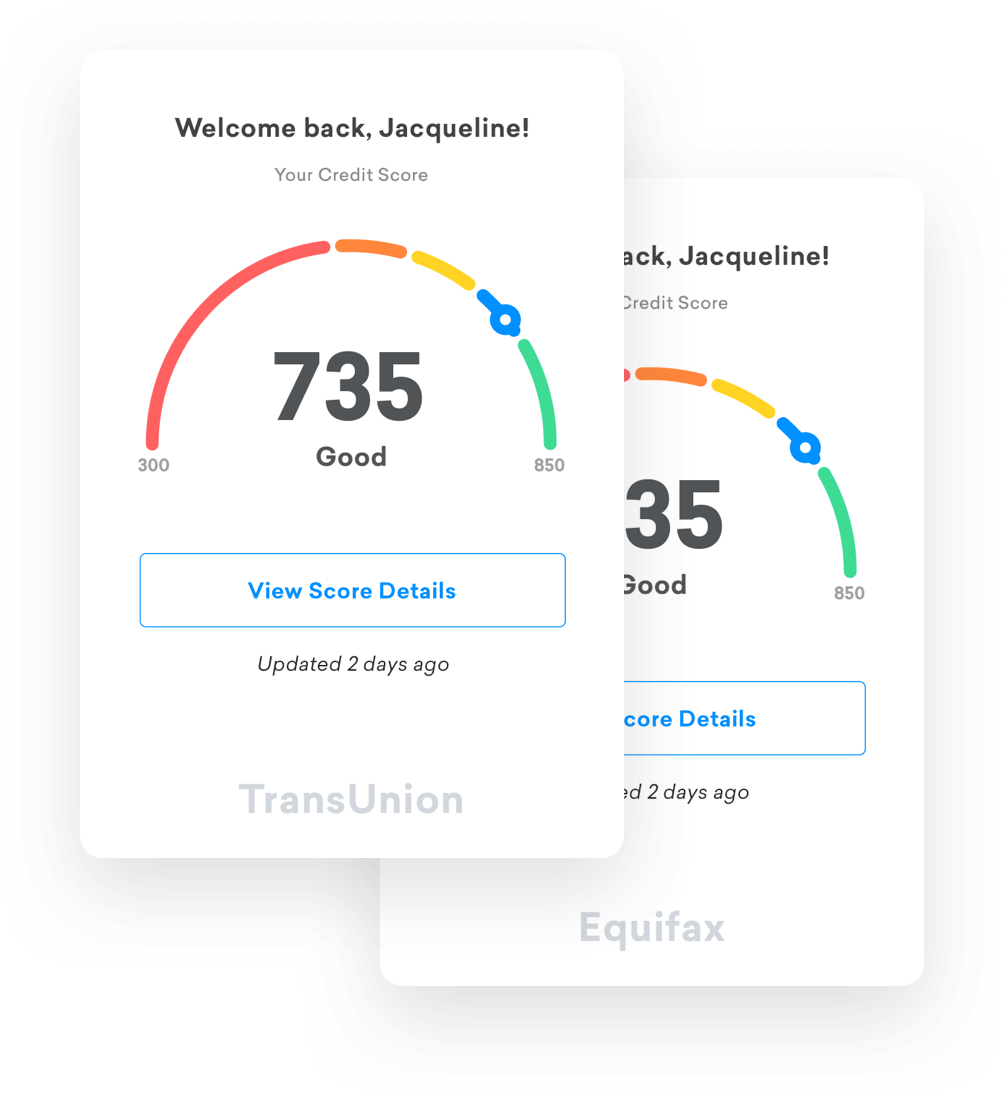 Welcome back, Jacqueline!
Your Credit Score
735
Good
300
850
View Score Details
Updated 2 days ago
TransUnion
ack, Jacqueline!
Credit Score
35
Good
850
core Details
ed 2 days ago
Equifax